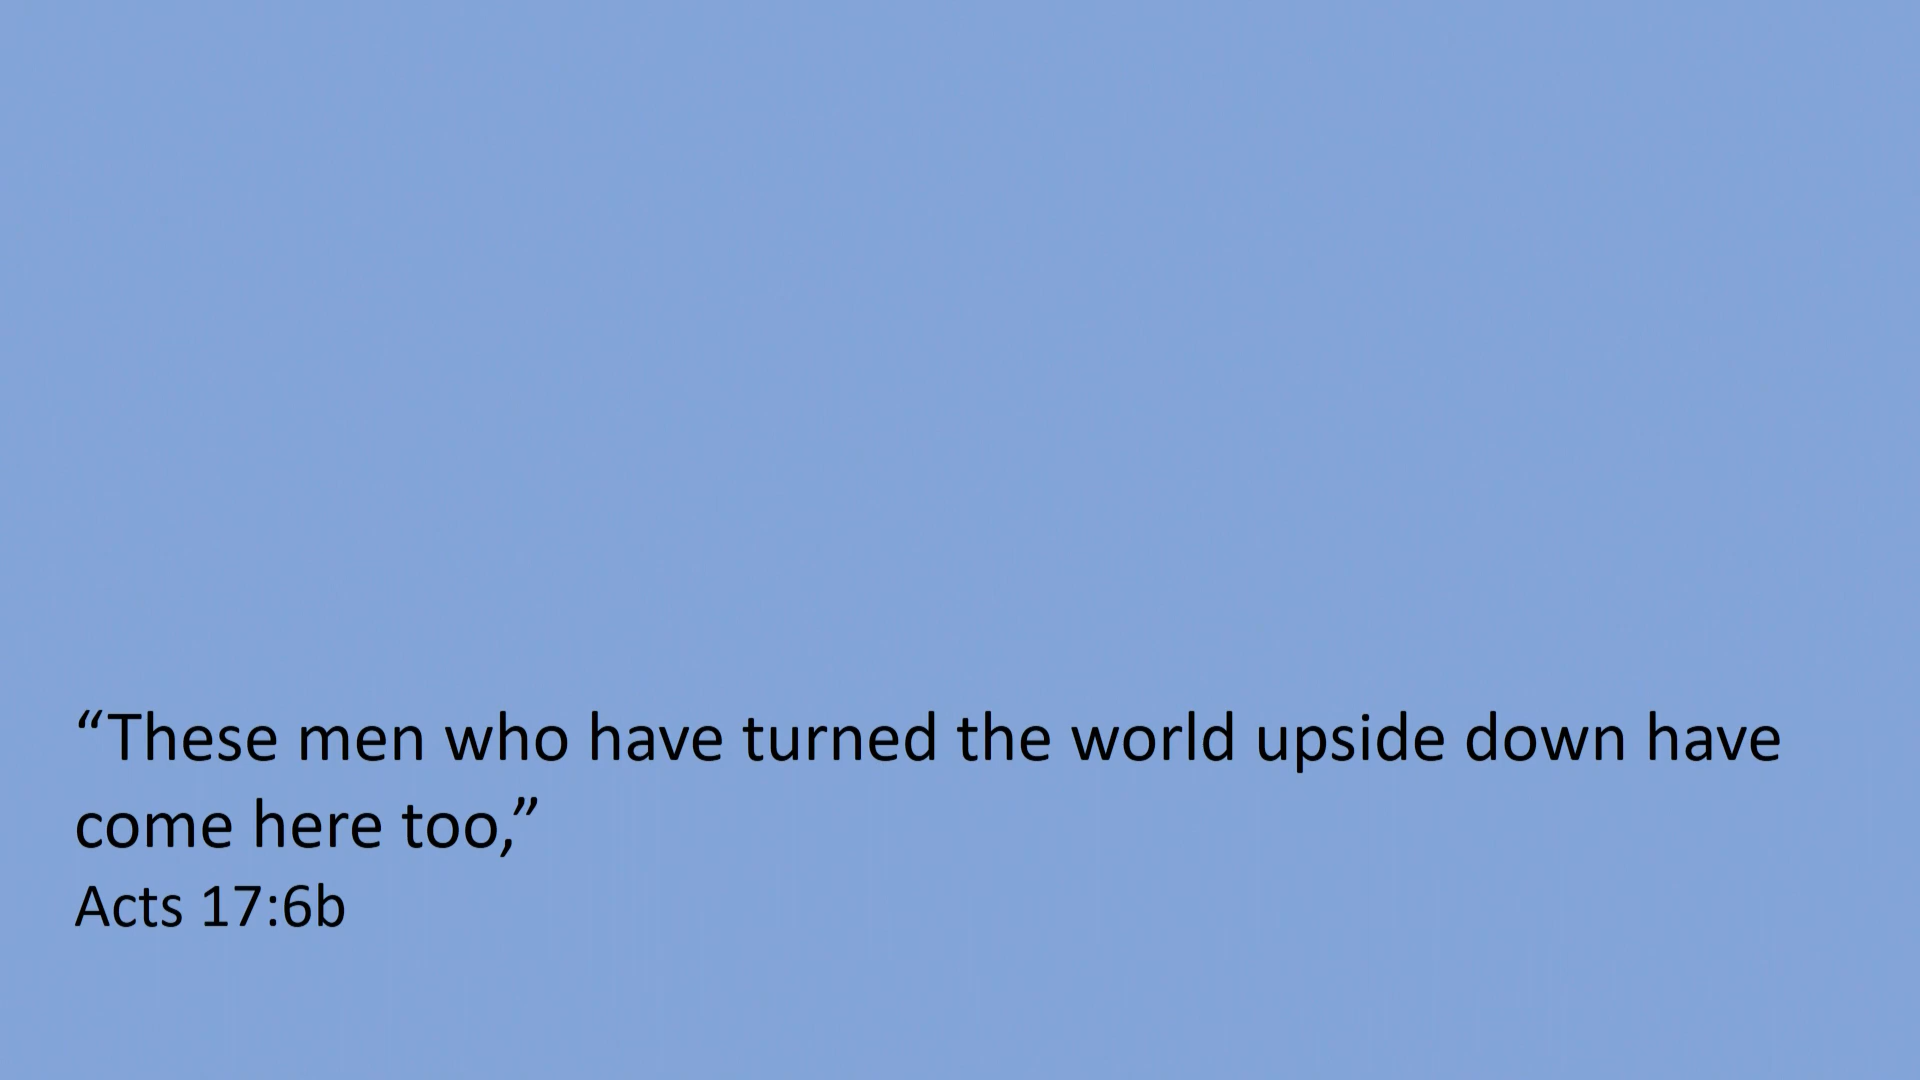 “These men who have turned the world upside down have
come here too,”
Acts 17:6b